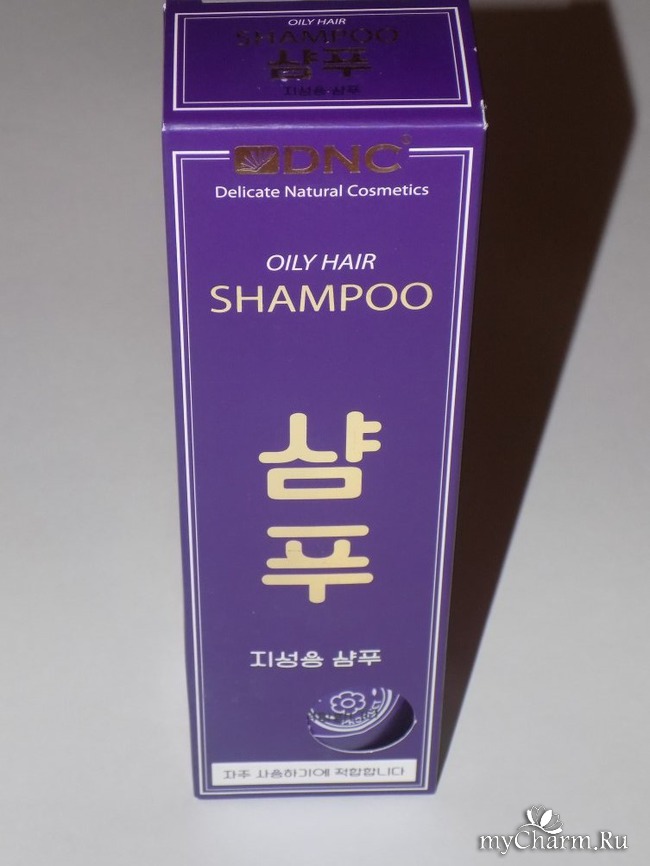 OILY HAIR
SHAMPOO
샴푸
지성용 샴푸
DNC
Delicate Natural Cosmetics
OILY HAIR
SHAMPOO
샴
푸
지성용 샴푸
자주 사용하기에 적합합니다
myCharm.Ru